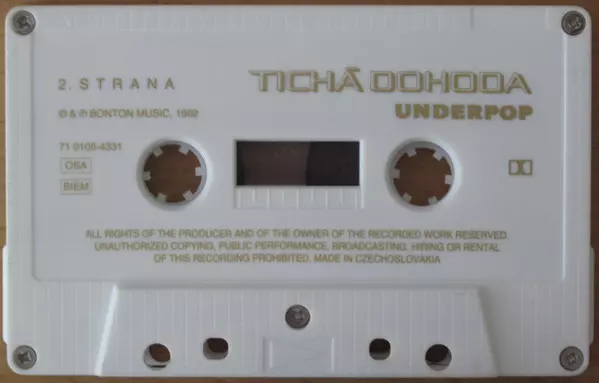 2. STRANA
TICHÁ DOHODA
UNDERPOP
© & ℗ BONTON MUSIC, 1992
71 0108-4331
OSA
BIEM
ALL RIGHTS OF THE PRODUCER AND OF THE OWNER OF THE RECORDED WORK RESERVED.
UNAUTHORIZED COPYING, PUBLIC PERFORMANCE, BROADCASTING, HIRING OR RENTAL
OF THIS RECORDING PROHIBITED. MADE IN CZECHOSLOVAKIA